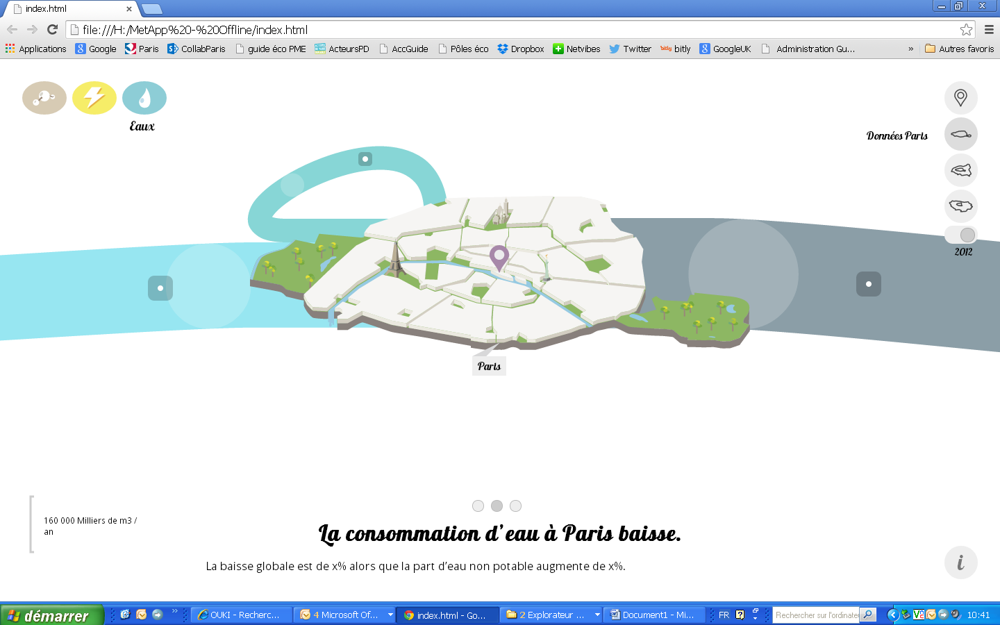 index.html
file:///H:/MetApp%20-%20Offline/index.html
Applications Google Paris CollabParis guide éco PME ActeursPD AccGuide Pôles éco Dropbox Netvibes Twitter bitly bitly GoogleUK Administration Gu... » Autres favoris
Eaux
Données Paris
2012
Paris
160 000 Milliers de m3 /
an
La consommation d'eau à Paris baisse.
La baisse globale est de x% alors que la part d'eau non potable augmente de x%.
i
démarrer » OUKI - Recherc... 4 Microsoft Of... index.html - Go... 2 Explorateur ... Document1 - Mi... FR Rechercher sur l'ordinate 10:41